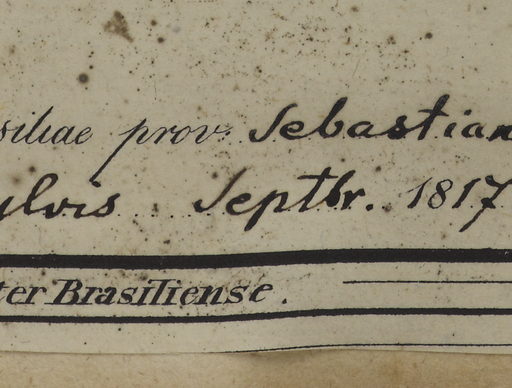 siliae prov. Sebastian
ylvis Septbr. 1817
ter Brasiliense.